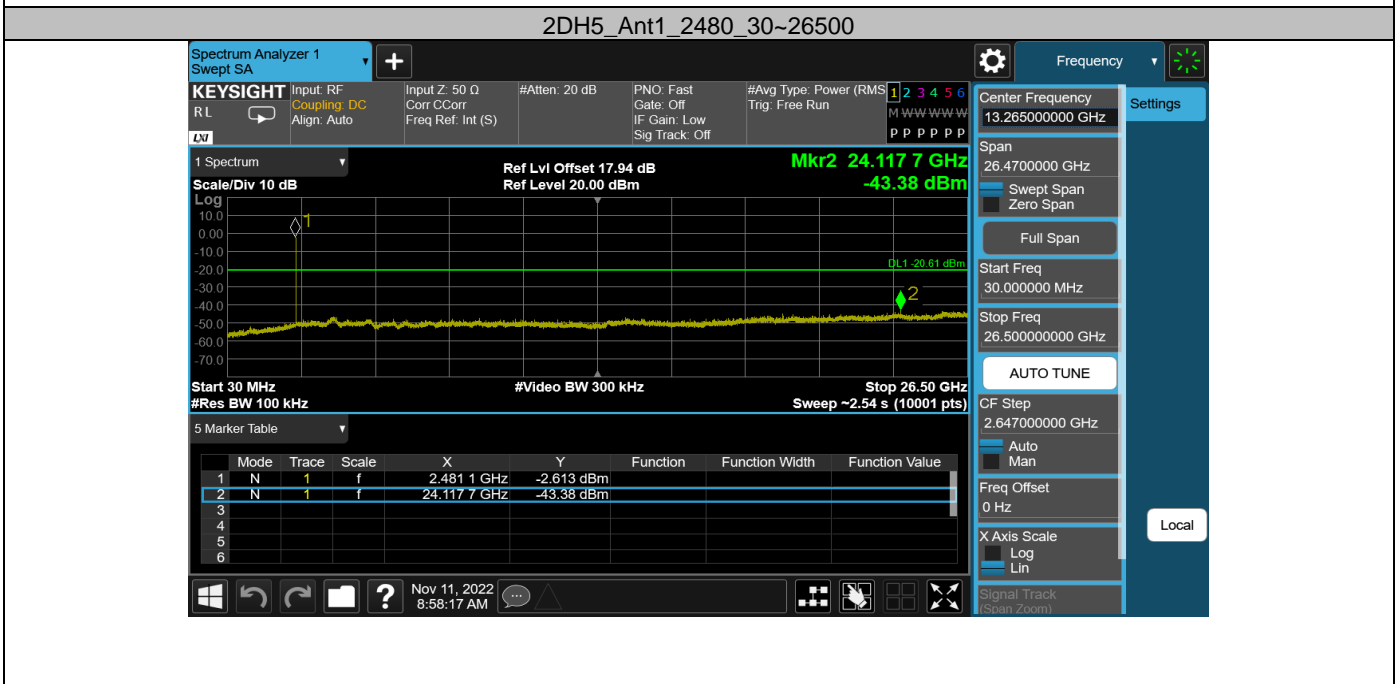 2DH5_Ant1_2480_30~26500
Spectrum Analyzer 1
Swept SA
Frequency
KEYSIGHT
RL
LXI
Input: RF
Coupling: DC
Align: Auto
Input Z: 50 Ω
Corr CCorr
Freq Ref: Int (S)
#Atten: 20 dB
PNO: Fast
Gate: Off
IF Gain: Low
Sig Track: Off
#Avg Type: Power (RMS
Trig: Free Run
1 2 3 4 5 6
M W W W W W
P P P P P P
1 Spectrum
Scale/Div 10 dB
Ref Lvl Offset 17.94 dB
Ref Level 20.00 dBm
Mkr2 24.117 7 GHz
-43.38 dBm
Log
10.0
0.00
-10.0
-20.0
-30.0
-40.0
-50.0
-60.0
-70.0
1
DL1 -20.61 dBm
2
Start 30 MHz
#Video BW 300 kHz
Stop 26.50 GHz
#Res BW 100 kHz
Sweep ~2.54 s (10001 pts)
5 Marker Table
Mode Trace Scale X Y Function Function Width Function Value
1 N 1 f 2.481 1 GHz -2.613 dBm
2 N 1 f 24.117 7 GHz -43.38 dBm
3
4
5
6
Nov 11, 2022
8:58:17 AM
Center Frequency
13.265000000 GHz
Settings
Span
26.4700000 GHz
Swept Span
Zero Span
Full Span
Start Freq
30.000000 MHz
Stop Freq
26.500000000 GHz
AUTO TUNE
CF Step
2.647000000 GHz
Auto
Man
Freq Offset
0 Hz
Local
X Axis Scale
Log
Lin
Signal Track
(Span Zoom)